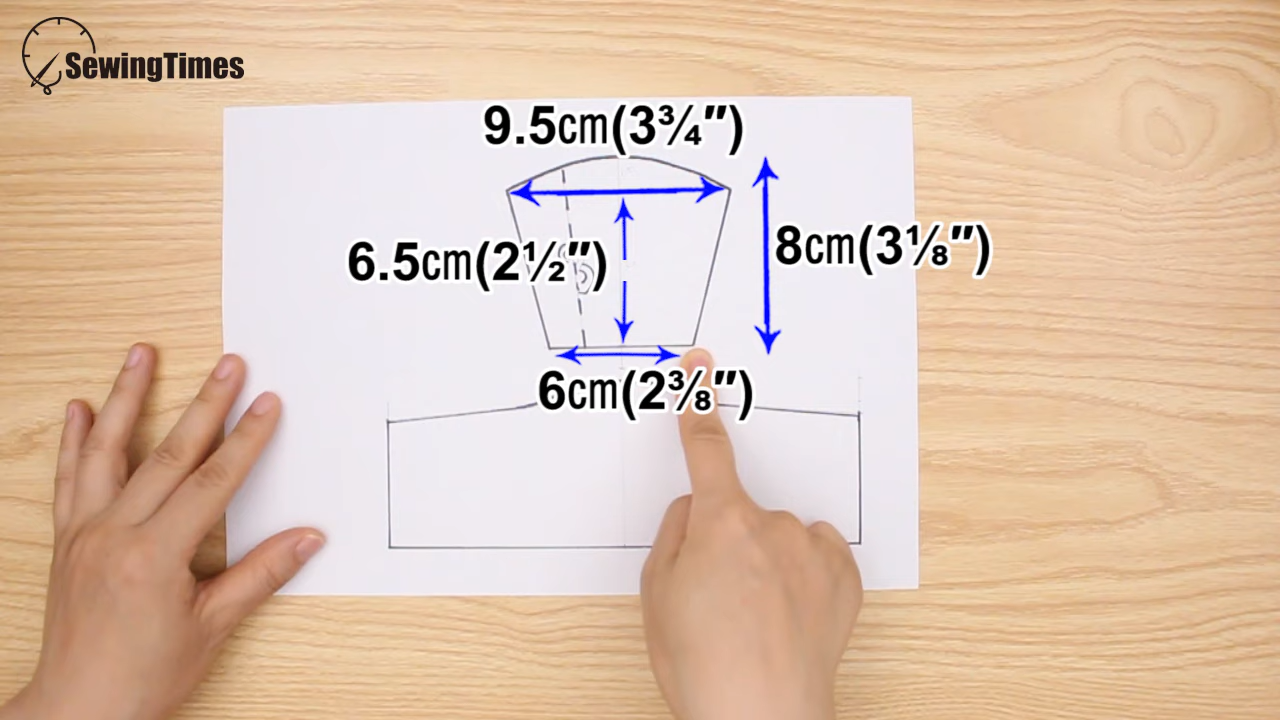 SewingTimes
9.5cm(3¾″)
6.5cm(2½″)
8cm(3⅛″)
6cm(2⅜″)